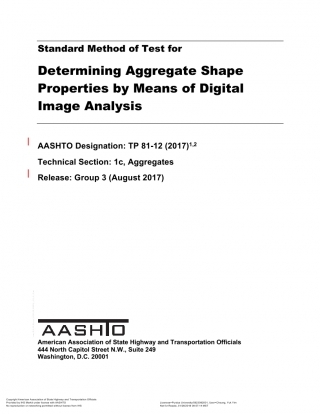 Standard Method of Test for
Determining Aggregate Shape
Properties by Means of Digital
Image Analysis
AASHTO Designation: TP 81-12 (2017)1,2
Technical Section: 1c, Aggregates
Release: Group 3 (August 2017)
AASHTO
American Association of State Highway and Transportation Officials
444 North Capitol Street N.W., Suite 249
Washington, D.C. 20001